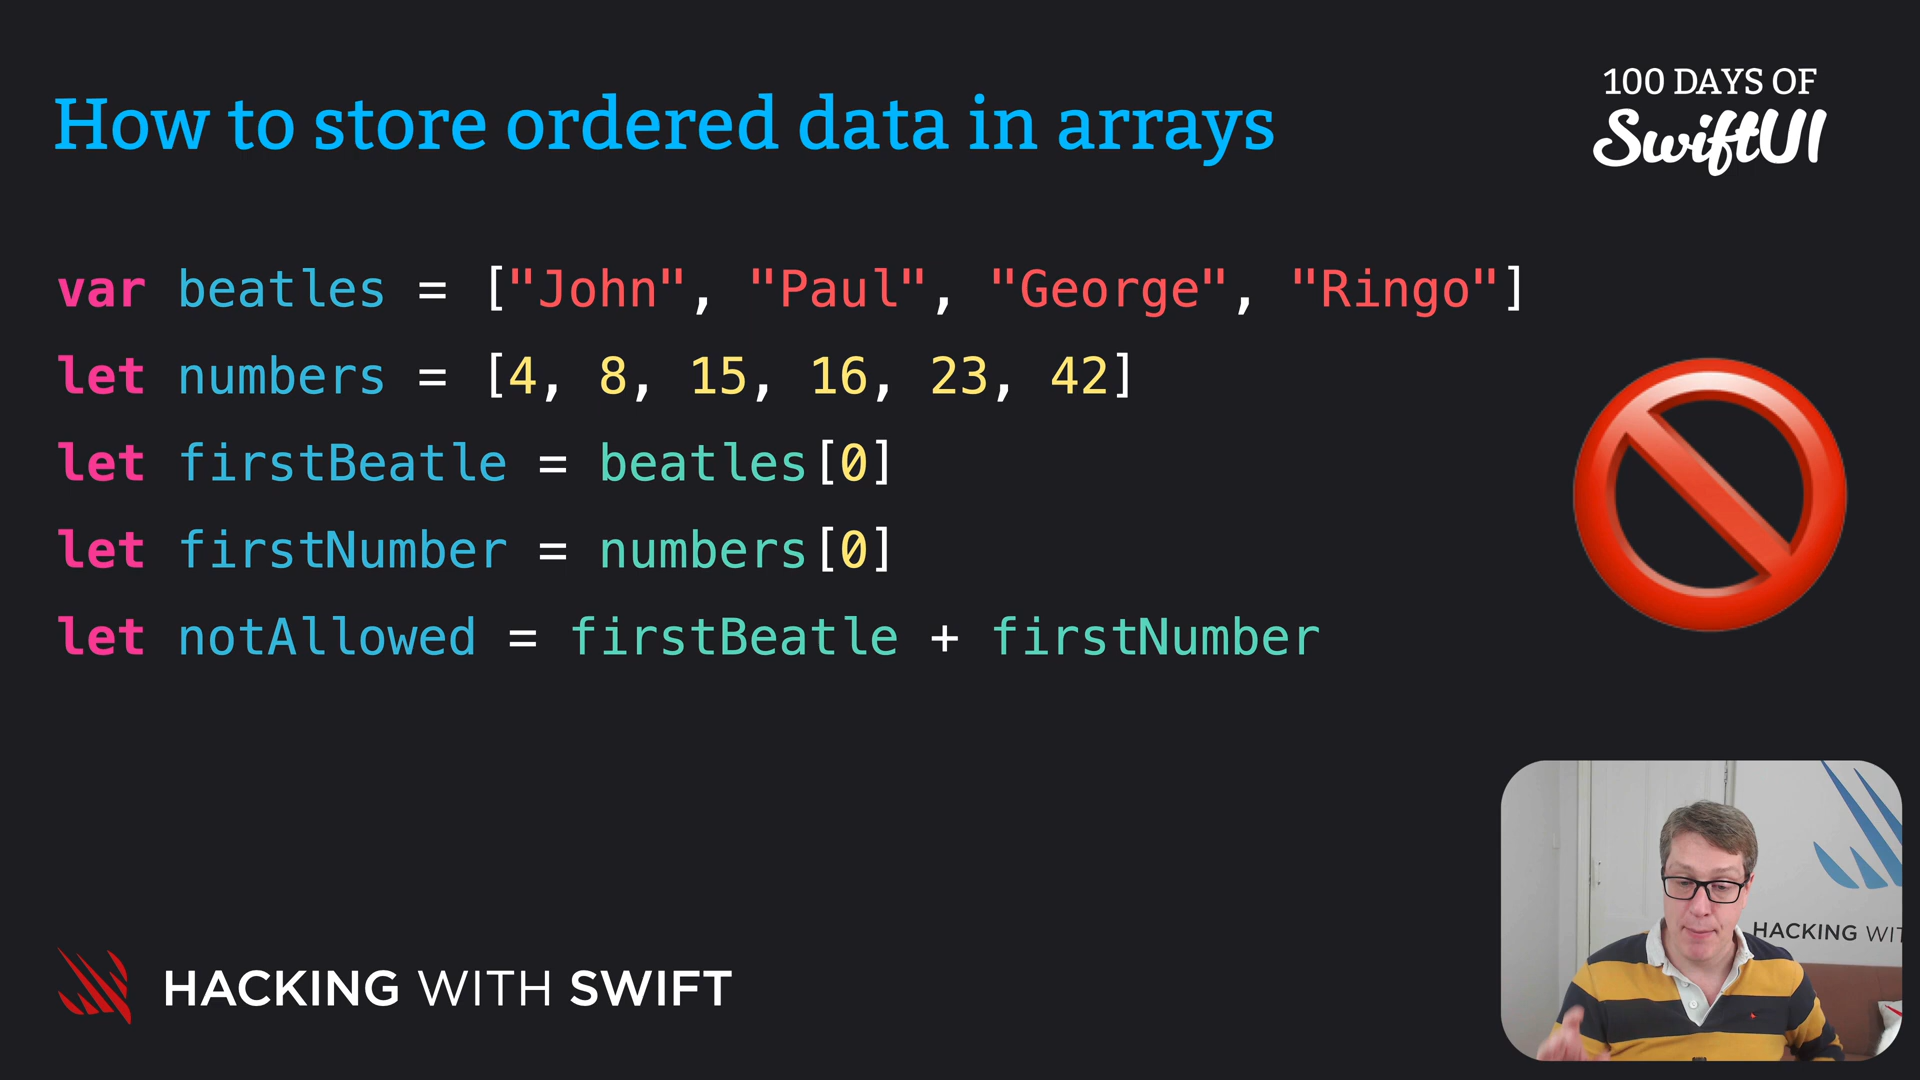 How to store ordered data in arrays
100 DAYS OF
SwiftUI
var beatles = ["John", "Paul", "George", "Ringo"]
let numbers = [4, 8, 15, 16, 23, 42]
let firstBeatle = beatles[0]
let firstNumber = numbers[0]
let notAllowed = firstBeatle + firstNumber
HACKING WIT
HACKING WITH SWIFT